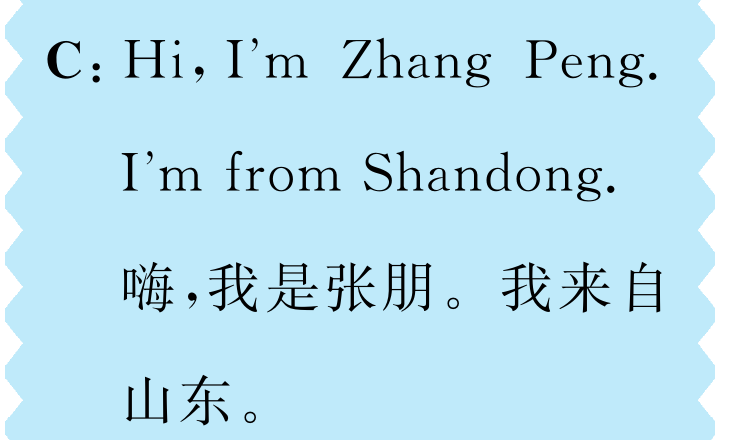 C: Hi, I'm Zhang Peng.
I'm from Shandong.
嗨,我是张朋。我来自
山东。